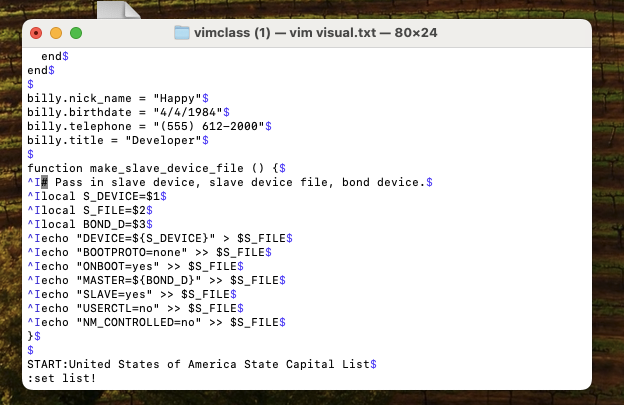 vimclass (1) — vim visual.txt — 80×24
  end$
end$
$
billy.nick_name = "Happy"$
billy.birthdate = "4/4/1984"$
billy.telephone = "(555) 612-2000"$
billy.title = "Developer"$
$
function make_slave_device_file () {$
^I# Pass in slave device, slave device file, bond device.$
^Ilocal S_DEVICE=$1$
^Ilocal S_FILE=$2$
^Ilocal BOND_D=$3$
^Iecho "DEVICE=${S_DEVICE}" > $S_FILE$
^Iecho "BOOTPROTO=none" >> $S_FILE$
^Iecho "ONBOOT=yes" >> $S_FILE$
^Iecho "MASTER=${BOND_D}" >> $S_FILE$
^Iecho "SLAVE=yes" >> $S_FILE$
^Iecho "USERCTL=no" >> $S_FILE$
^Iecho "NM_CONTROLLED=no" >> $S_FILE$
}$
$
START:United States of America State Capital List$
:set list!